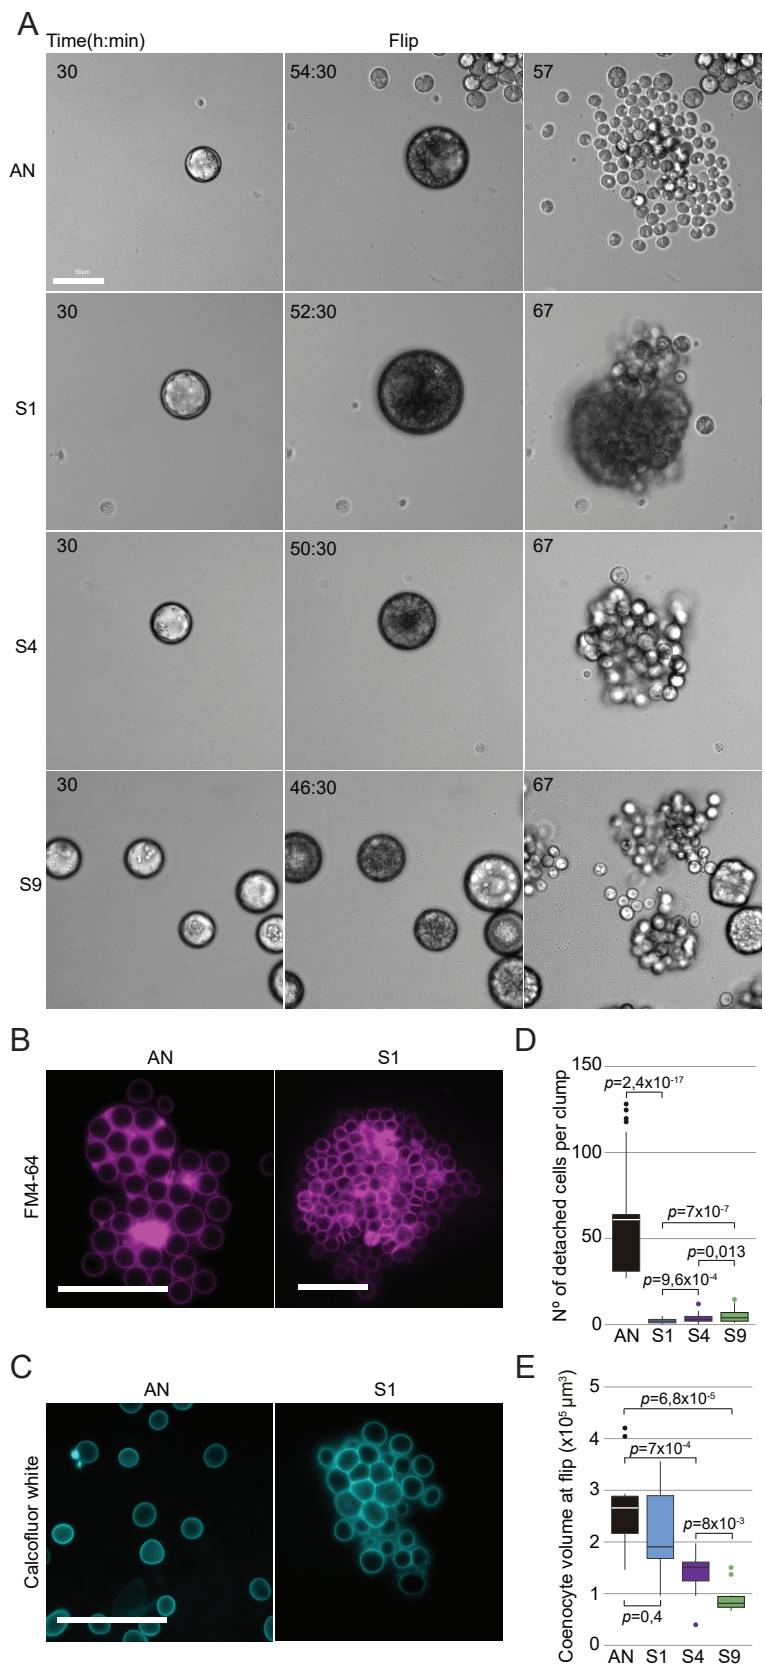 A
Time(h:min)
Flip
AN
30
54:30
57
50µm
S1
30
52:30
67
S4
30
50:30
67
S9
30
46:30
67
B
AN
S1
FM4-64
C
AN
S1
Calcofluor white
D
Nº of detached cells per clump
150
100
50
0
p=2,4x10-17
p=7x10-7
p=0,013
p=9,6x10-4
AN S1 S4 S9
E
Coenocyte volume at flip (x10⁵ µm³)
5
4
3
2
1
0
p=6,8x10-5
p=7x10-4
p=8x10-3
p=0,4
AN S1 S4 S9